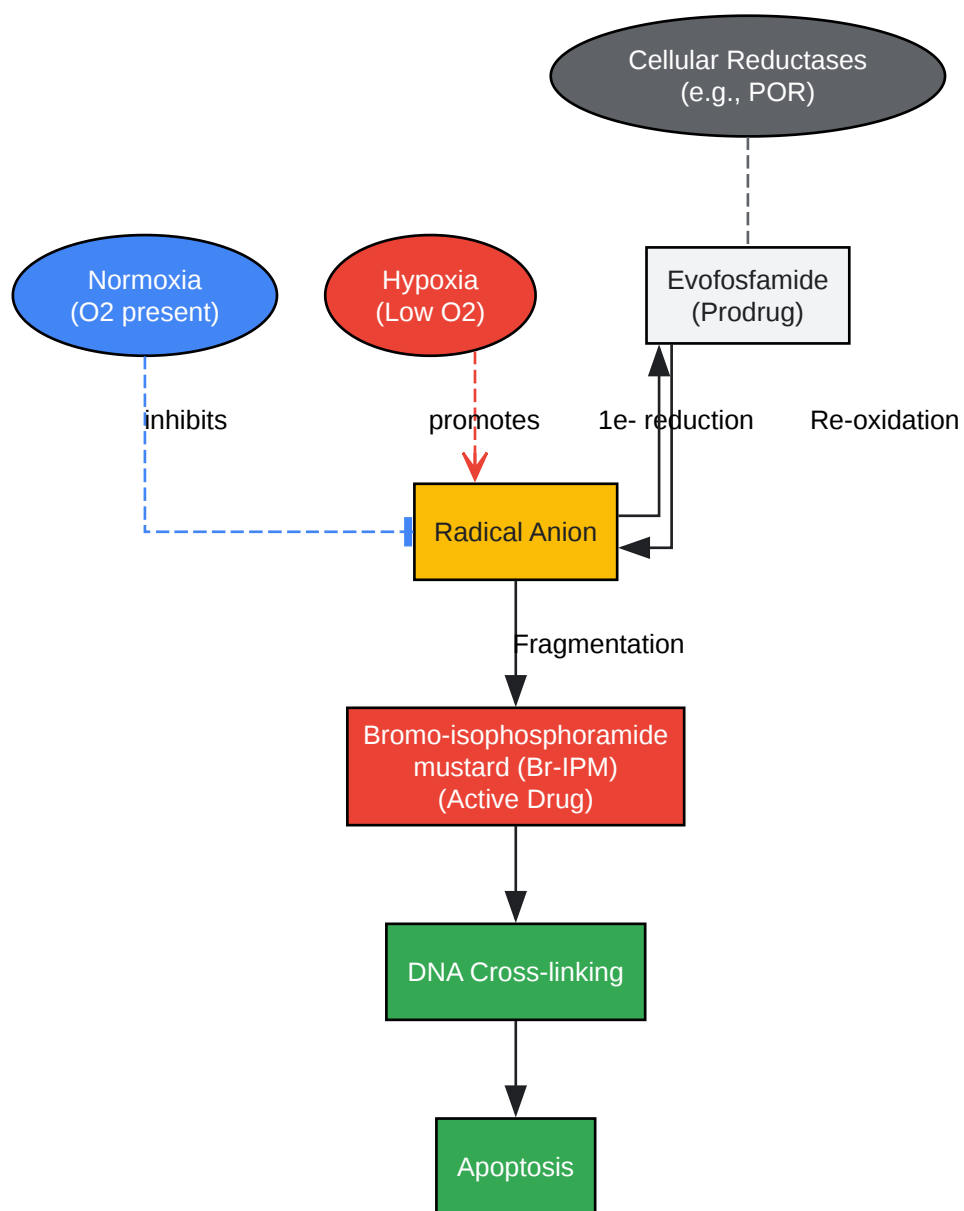 Cellular Reductases
(e.g., POR)
Normoxia
(O2 present)
Hypoxia
(Low O2)
Evofosfamide
(Prodrug)
inhibits
promotes
1e- reduction
Re-oxidation
Radical Anion
Fragmentation
Bromo-isophosphoramide
mustard (Br-IPM)
(Active Drug)
DNA Cross-linking
Apoptosis